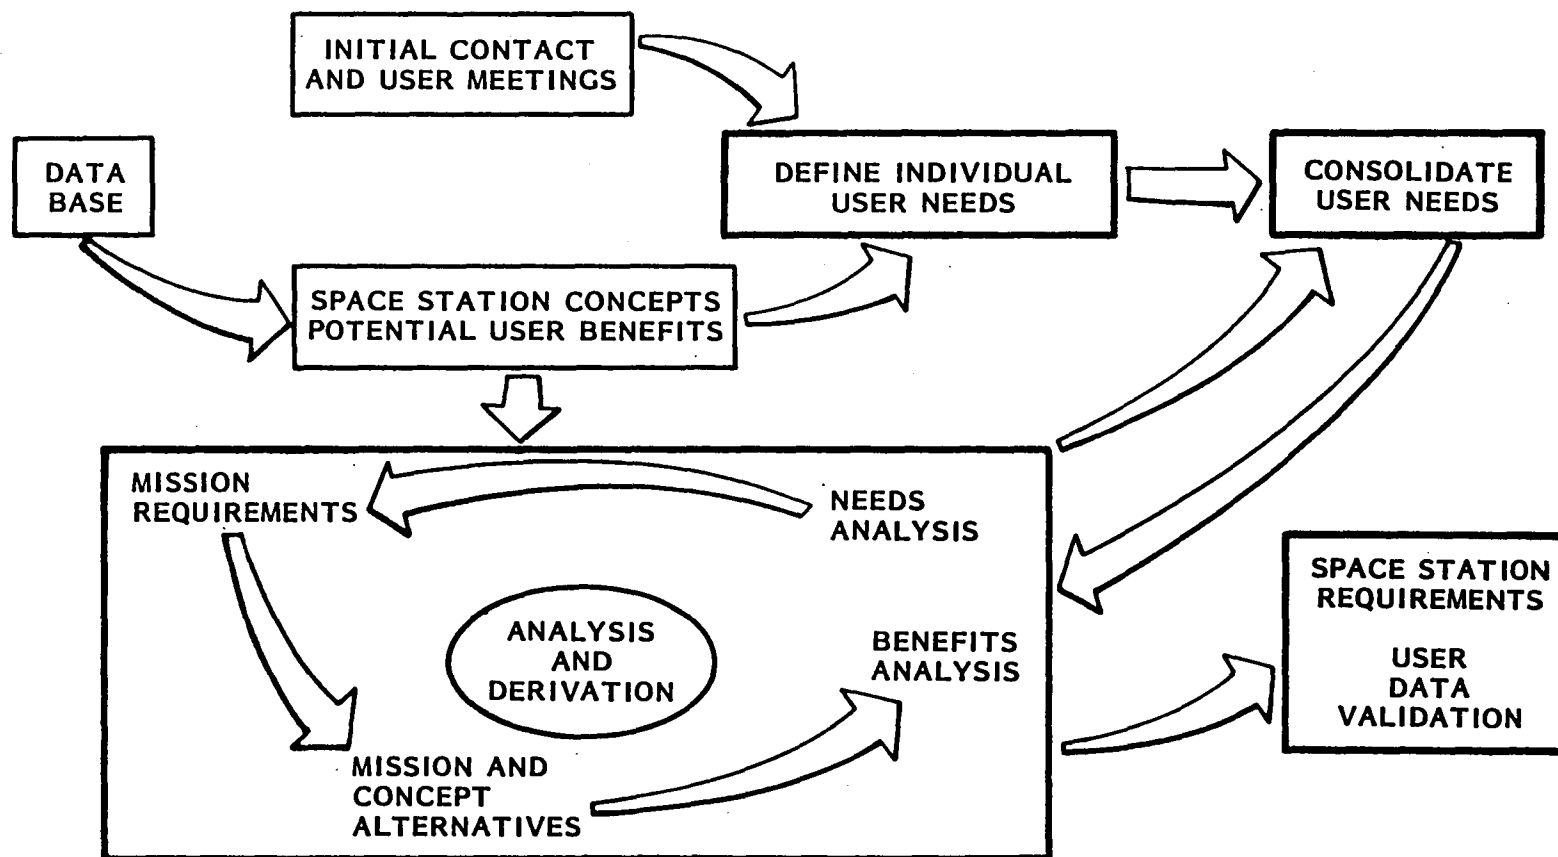 INITIAL CONTACT
AND USER MEETINGS
DATA
BASE
DEFINE INDIVIDUAL
USER NEEDS
CONSOLIDATE
USER NEEDS
SPACE STATION CONCEPTS
POTENTIAL USER BENEFITS
MISSION
REQUIREMENTS
NEEDS
ANALYSIS
ANALYSIS
AND
DERIVATION
BENEFITS
ANALYSIS
MISSION AND
CONCEPT
ALTERNATIVES
SPACE STATION
REQUIREMENTS
USER
DATA
VALIDATION